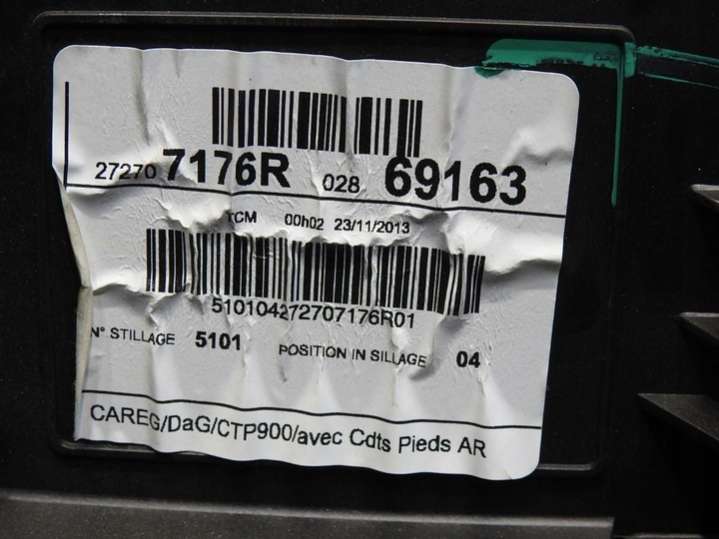 27270 7176R 028 69163
TCM 00h02 23/11/2013
510104272707176R01
N° STILLAGE 5101 POSITION IN SILLAGE 04
CAREG/DaG/CTP900/avec Cdts Pieds AR